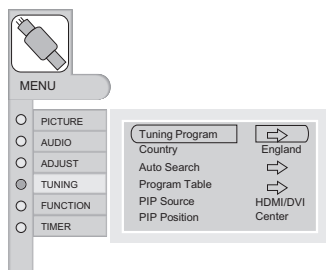 MENU
PICTURE
AUDIO
ADJUST
TUNING
FUNCTION
TIMER
Tuning Program
Country England
Auto Search
Program Table
PIP Source HDMI/DVI
PIP Position Center